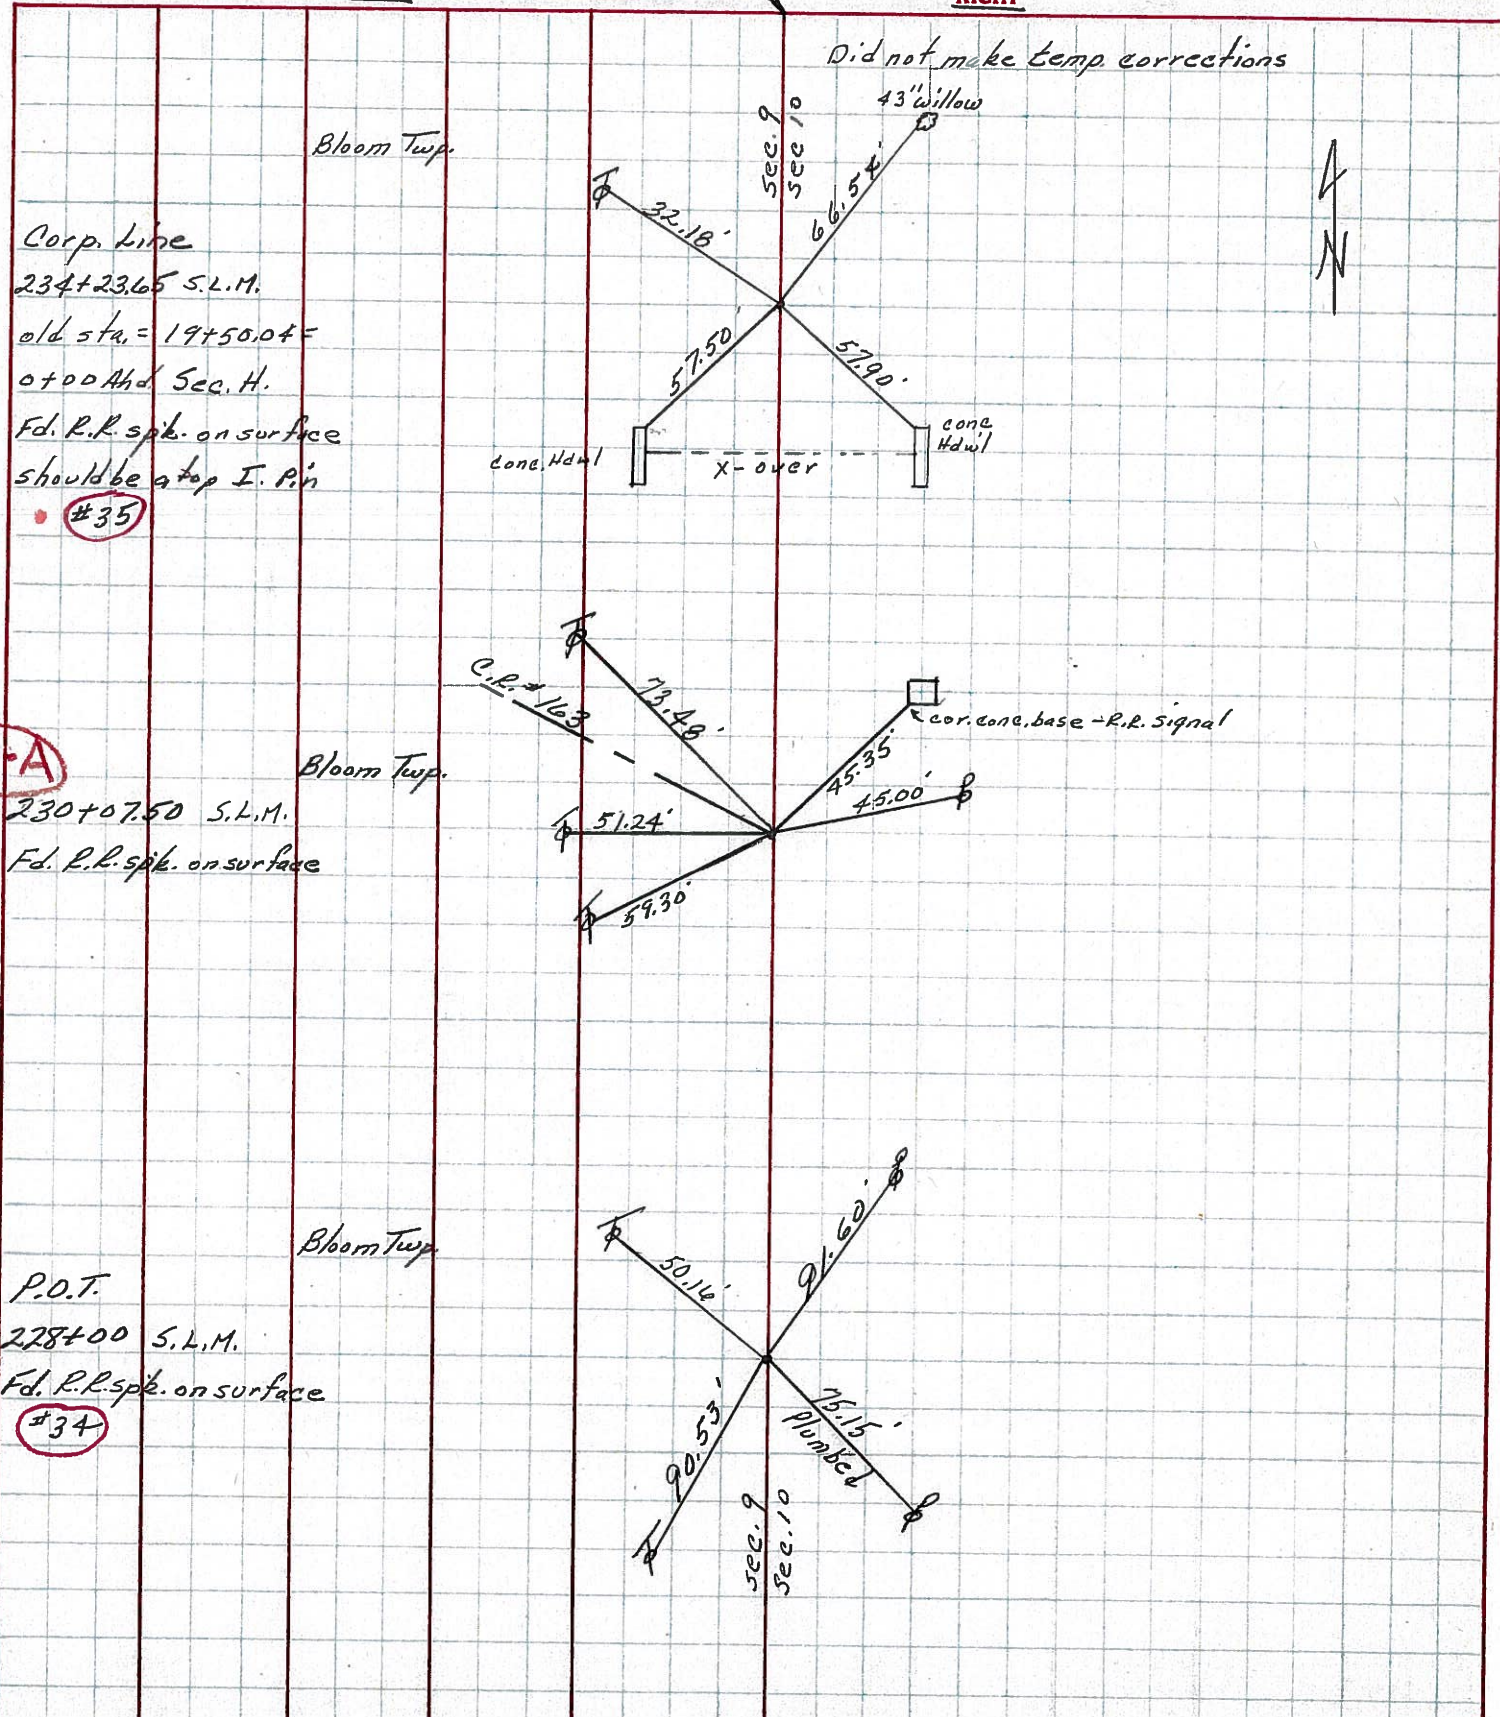 Did not make temp. corrections
43" willow
Sec. 9
Sec 10
Bloom Twp.
32.18'
66.54'
N
Corp. Line
234+23.65 S.L.M.
old sta. = 19+50.04 =
0+00 Ahd. Sec. H.
Fd. R.R. spk. on surface
should be atop I. Pin
#35
57.50'
57.90'
conc. Hdwl
X-over
conc
Hdw'l
C.R. #163
73.48'
cor. conc. base - R.R. signal
45.35'
45.00'
-A
Bloom Twp.
230+07.50 S.L.M.
Fd. R.R. spk. on surface
51.24'
59.30'
Bloom Twp.
50.16'
91.60'
P.O.T.
228+00 S.L.M.
Fd. R.R. spk. on surface
#34
90.53'
75.15'
Plumbed
Sec. 9
Sec. 10